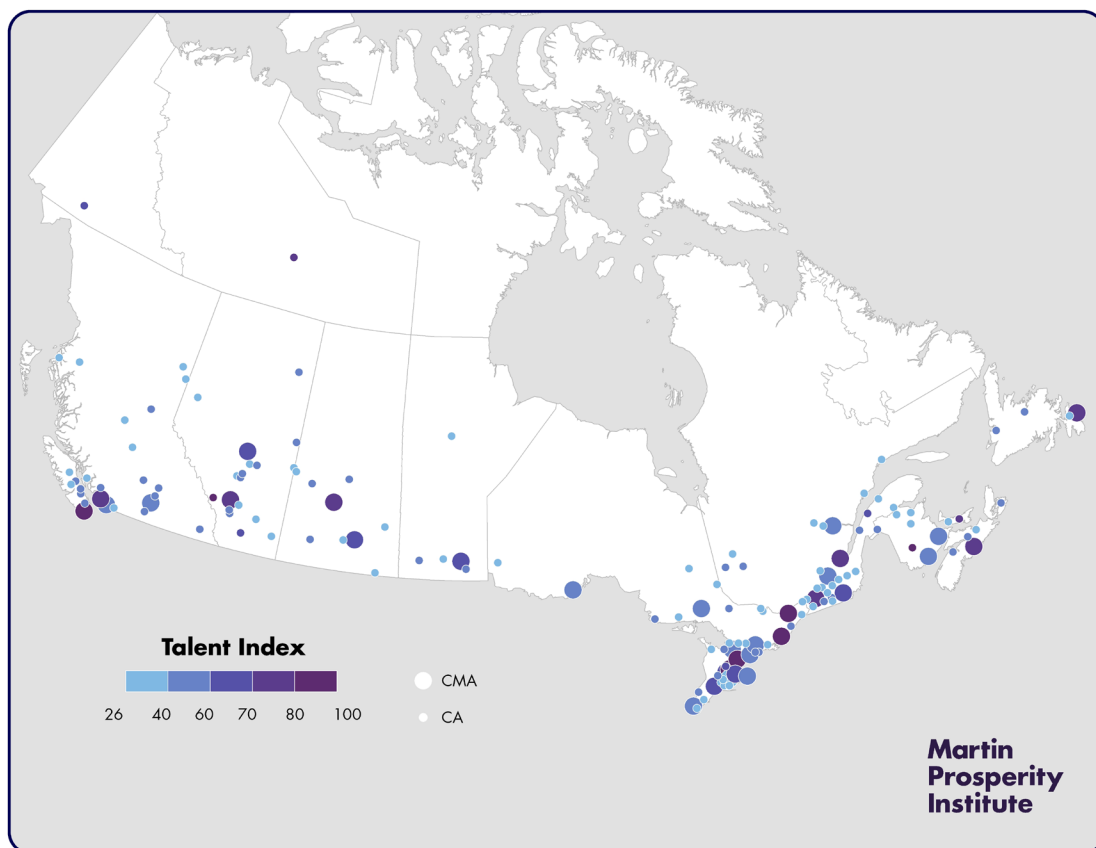 Talent Index
26 40 60 70 80 100
CMA
CA
Martin
Prosperity
Institute